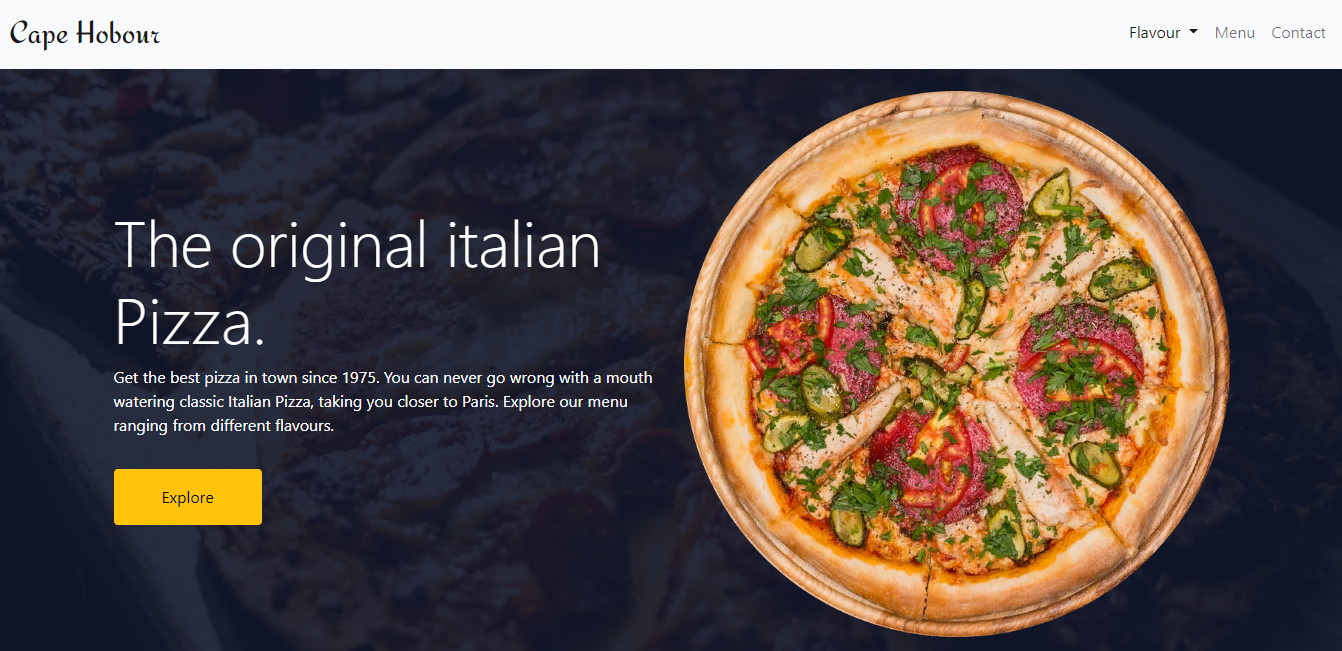 Cape Hobour
Flavour Menu Contact
The original italian
Pizza.
Get the best pizza in town since 1975. You can never go wrong with a mouth
watering classic Italian Pizza, taking you closer to Paris. Explore our menu
ranging from different flavours.
Explore